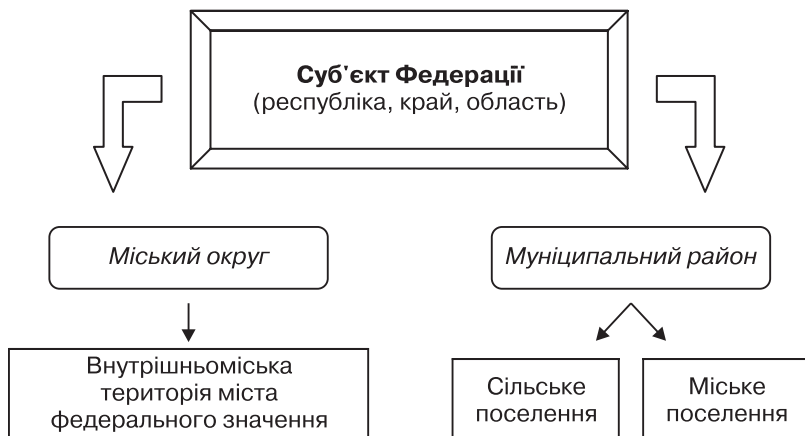 Суб'єкт Федерації
(республіка, край, область)
Міський округ
Муніципальний район
Внутрішньоміська
територія міста
федерального значення
Сільське
поселення
Міське
поселення